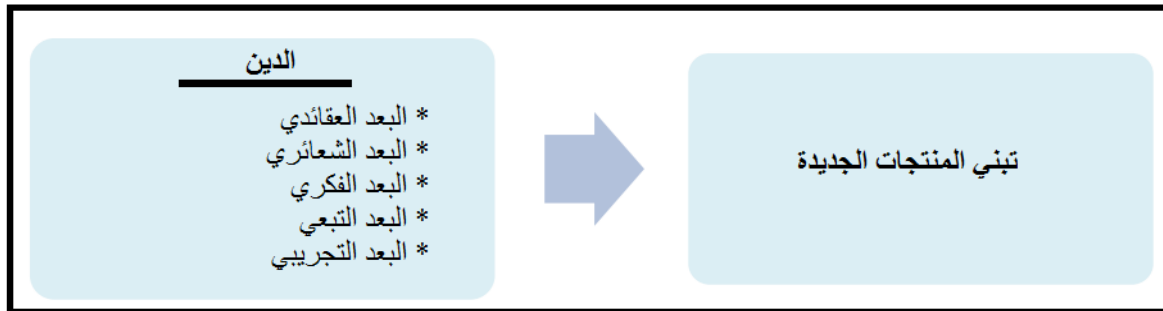 الدين
* البعد العقائدي
* البعد الشعائري
* البعد الفكري
* البعد التبعي
* البعد التجريبي
تبني المنتجات الجديدة